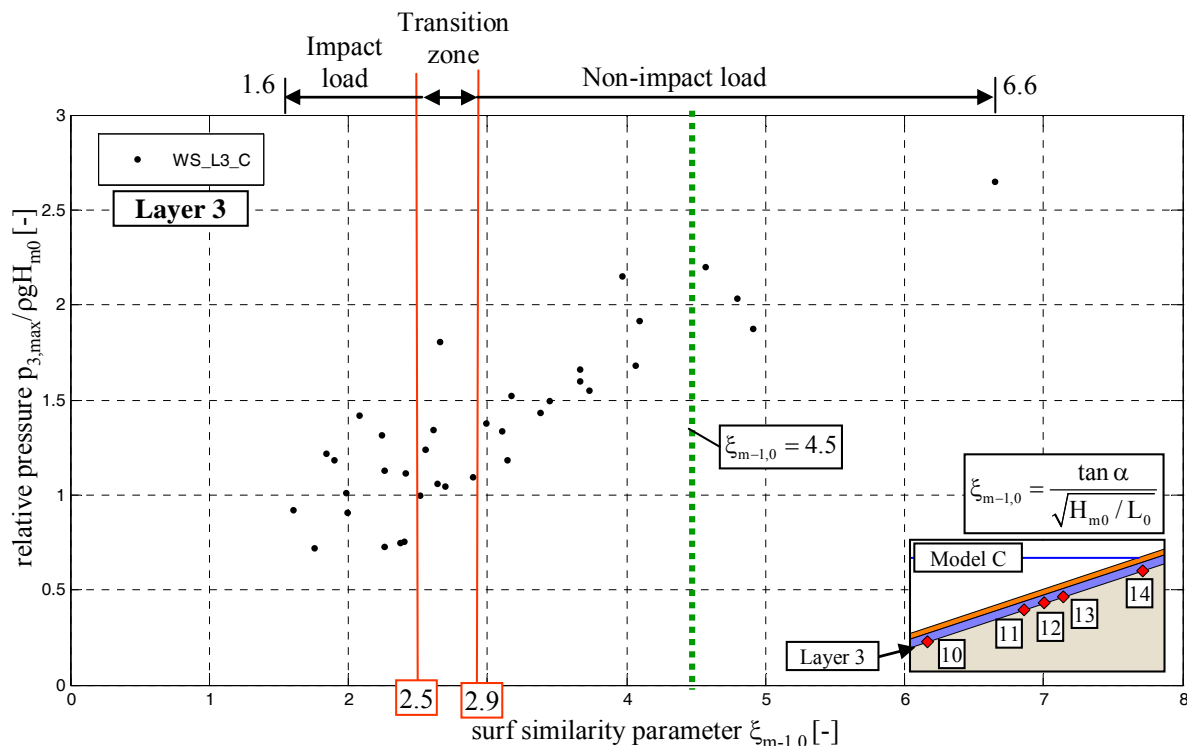 Transition
zone
Impact
load
Non-impact load
1.6
6.6
3
2.5
2
1.5
1
0.5
0
WS_L3_C
Layer 3
relative pressure p3,max/ρgHm0 [-]
ξm−1,0 = 4.5
ξm−1,0 = tan α / √(Hm0 / L0)
Model C
14
13
12
11
10
Layer 3
0 1 2 3 4 5 6 7 8
2.5
2.9
surf similarity parameter ξm-1,0 [-]